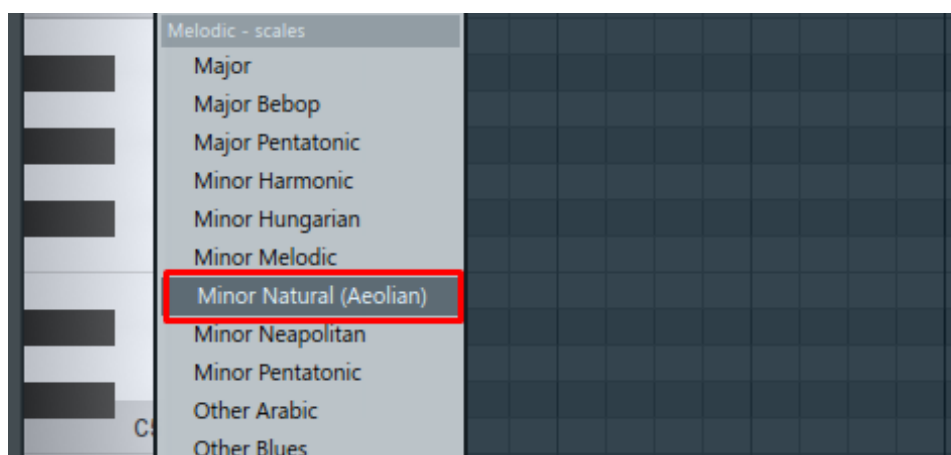 Melodic - scales
Major
Major Bebop
Major Pentatonic
Minor Harmonic
Minor Hungarian
Minor Melodic
Minor Natural (Aeolian)
Minor Neapolitan
Minor Pentatonic
Other Arabic
Other Blues